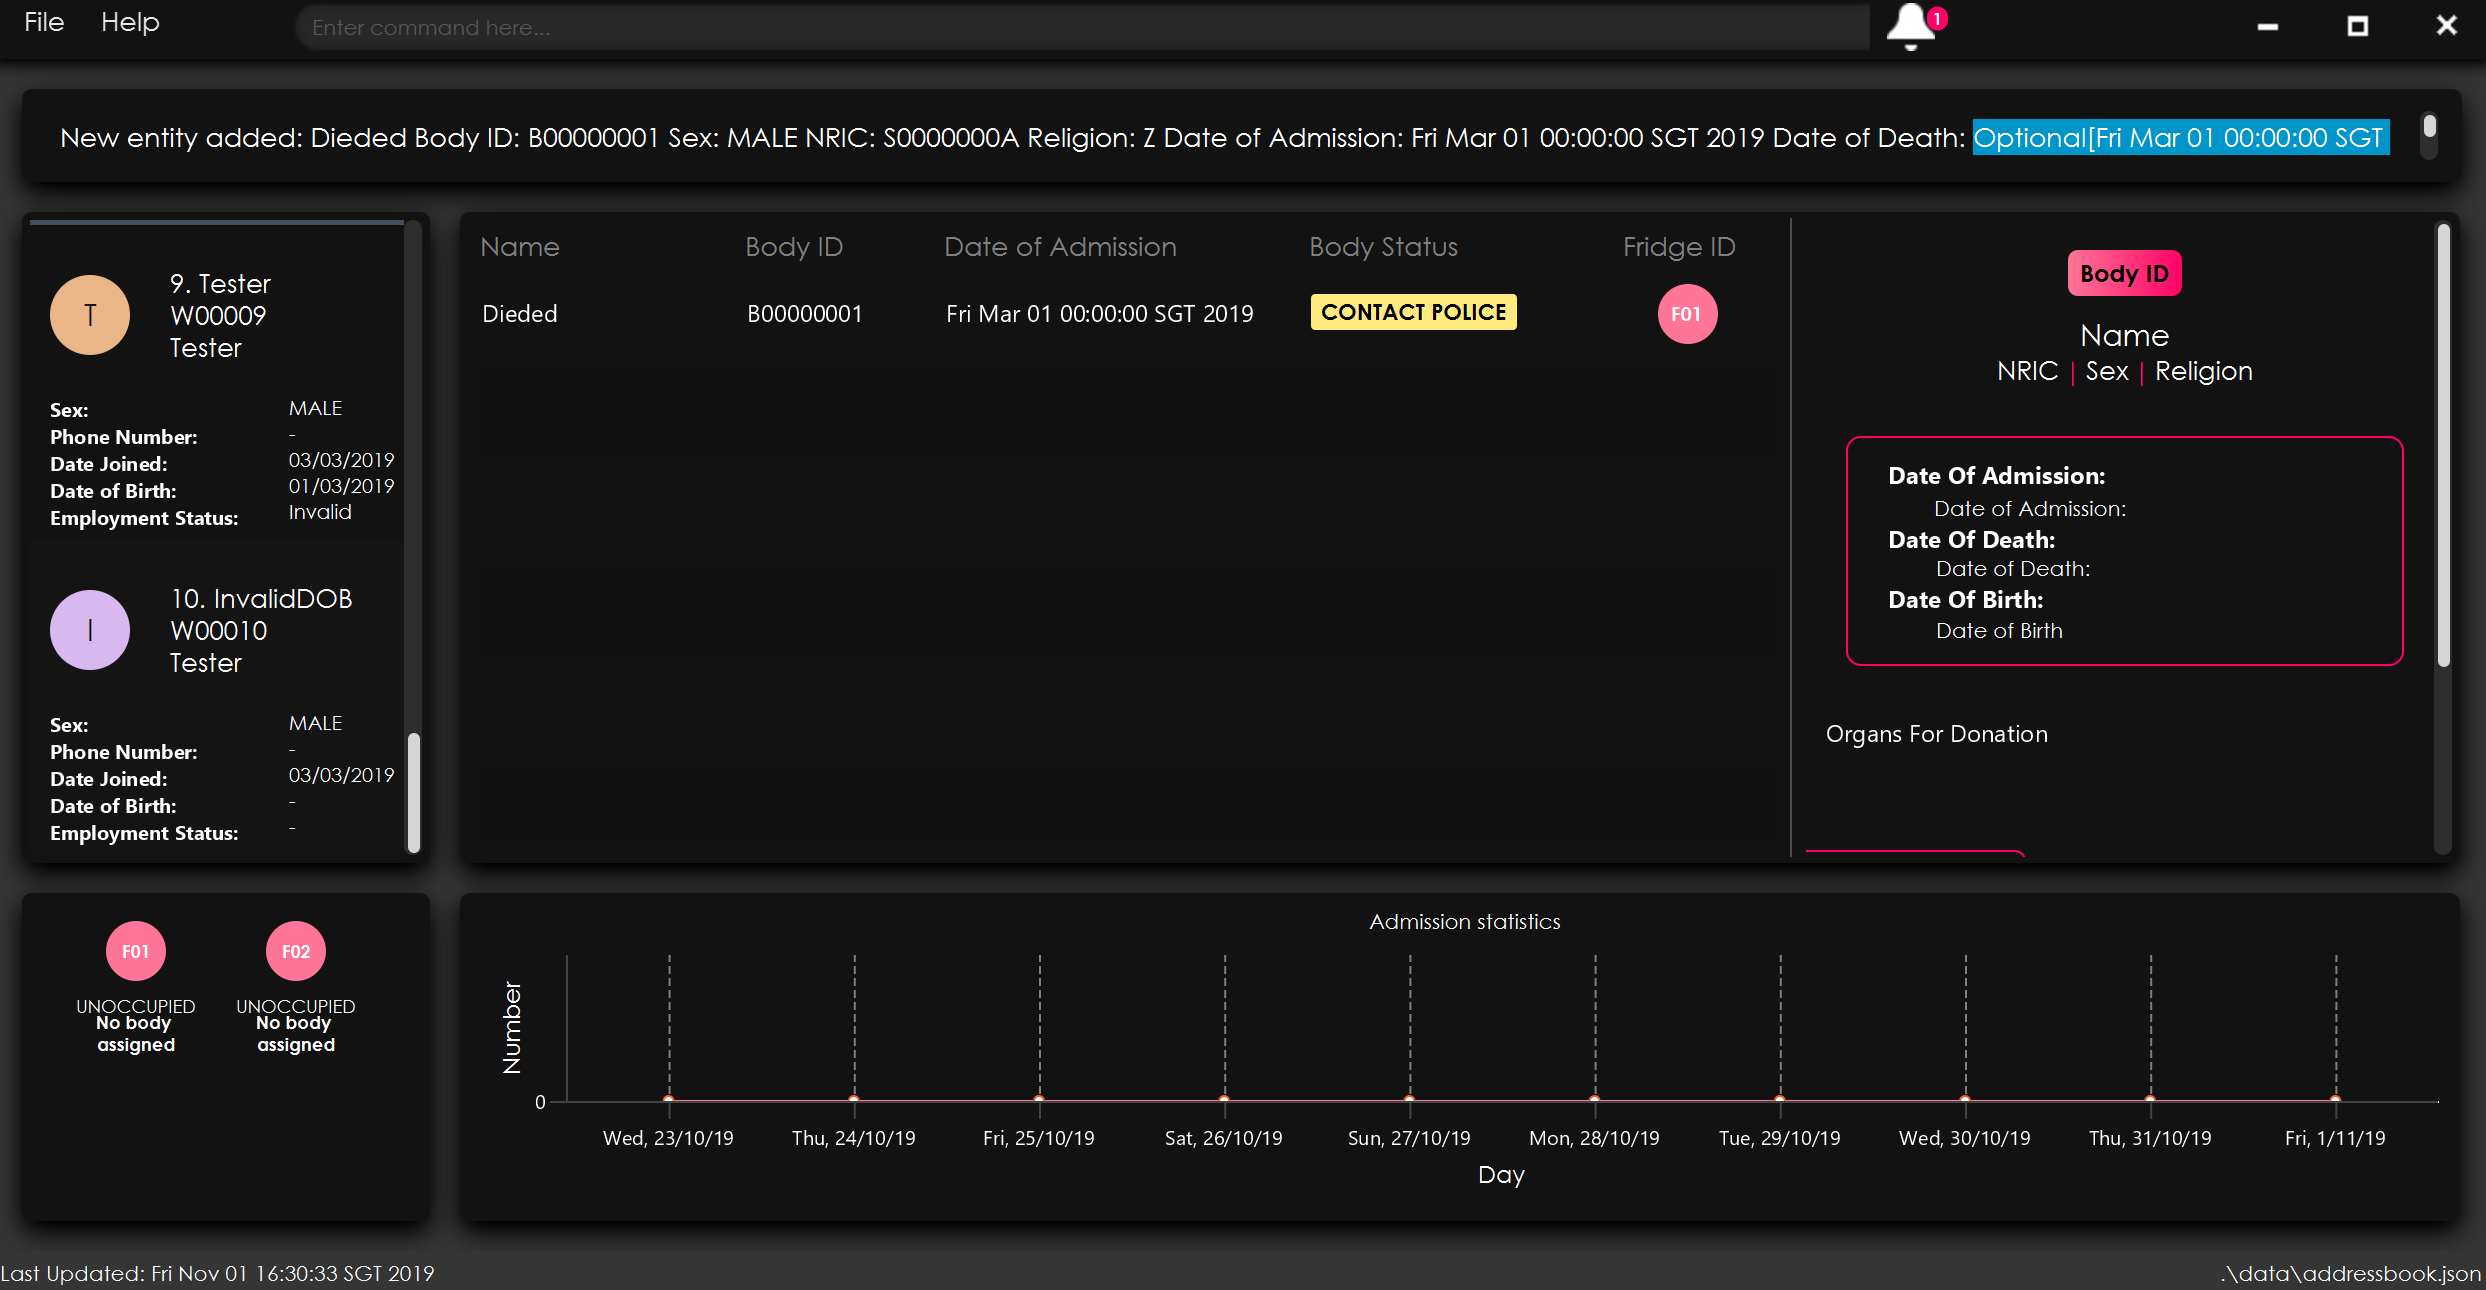 File Help Enter command here... 1
New entity added: Dieded Body ID: B00000001 Sex: MALE NRIC: S0000000A Religion: Z Date of Admission: Fri Mar 01 00:00:00 SGT 2019 Date of Death: Optional[Fri Mar 01 00:00:00 SGT
T
9. Tester
W00009
Tester
Sex: MALE
Phone Number: -
Date Joined: 03/03/2019
Date of Birth: 01/03/2019
Employment Status: Invalid
I
10. InvalidDOB
W00010
Tester
Sex: MALE
Phone Number: -
Date Joined: 03/03/2019
Date of Birth: -
Employment Status: -
Name Body ID Date of Admission Body Status Fridge ID
Dieded B00000001 Fri Mar 01 00:00:00 SGT 2019 CONTACT POLICE F01
Body ID
Name
NRIC | Sex | Religion
Date Of Admission:
Date of Admission:
Date Of Death:
Date of Death:
Date Of Birth:
Date of Birth
Organs For Donation
F01 F02
UNOCCUPIED UNOCCUPIED
No body No body
assigned assigned
Admission statistics
Number
0
Wed, 23/10/19 Thu, 24/10/19 Fri, 25/10/19 Sat, 26/10/19 Sun, 27/10/19 Mon, 28/10/19 Tue, 29/10/19 Wed, 30/10/19 Thu, 31/10/19 Fri, 1/11/19
Day
Last Updated: Fri Nov 01 16:30:33 SGT 2019 .\data\addressbook.json